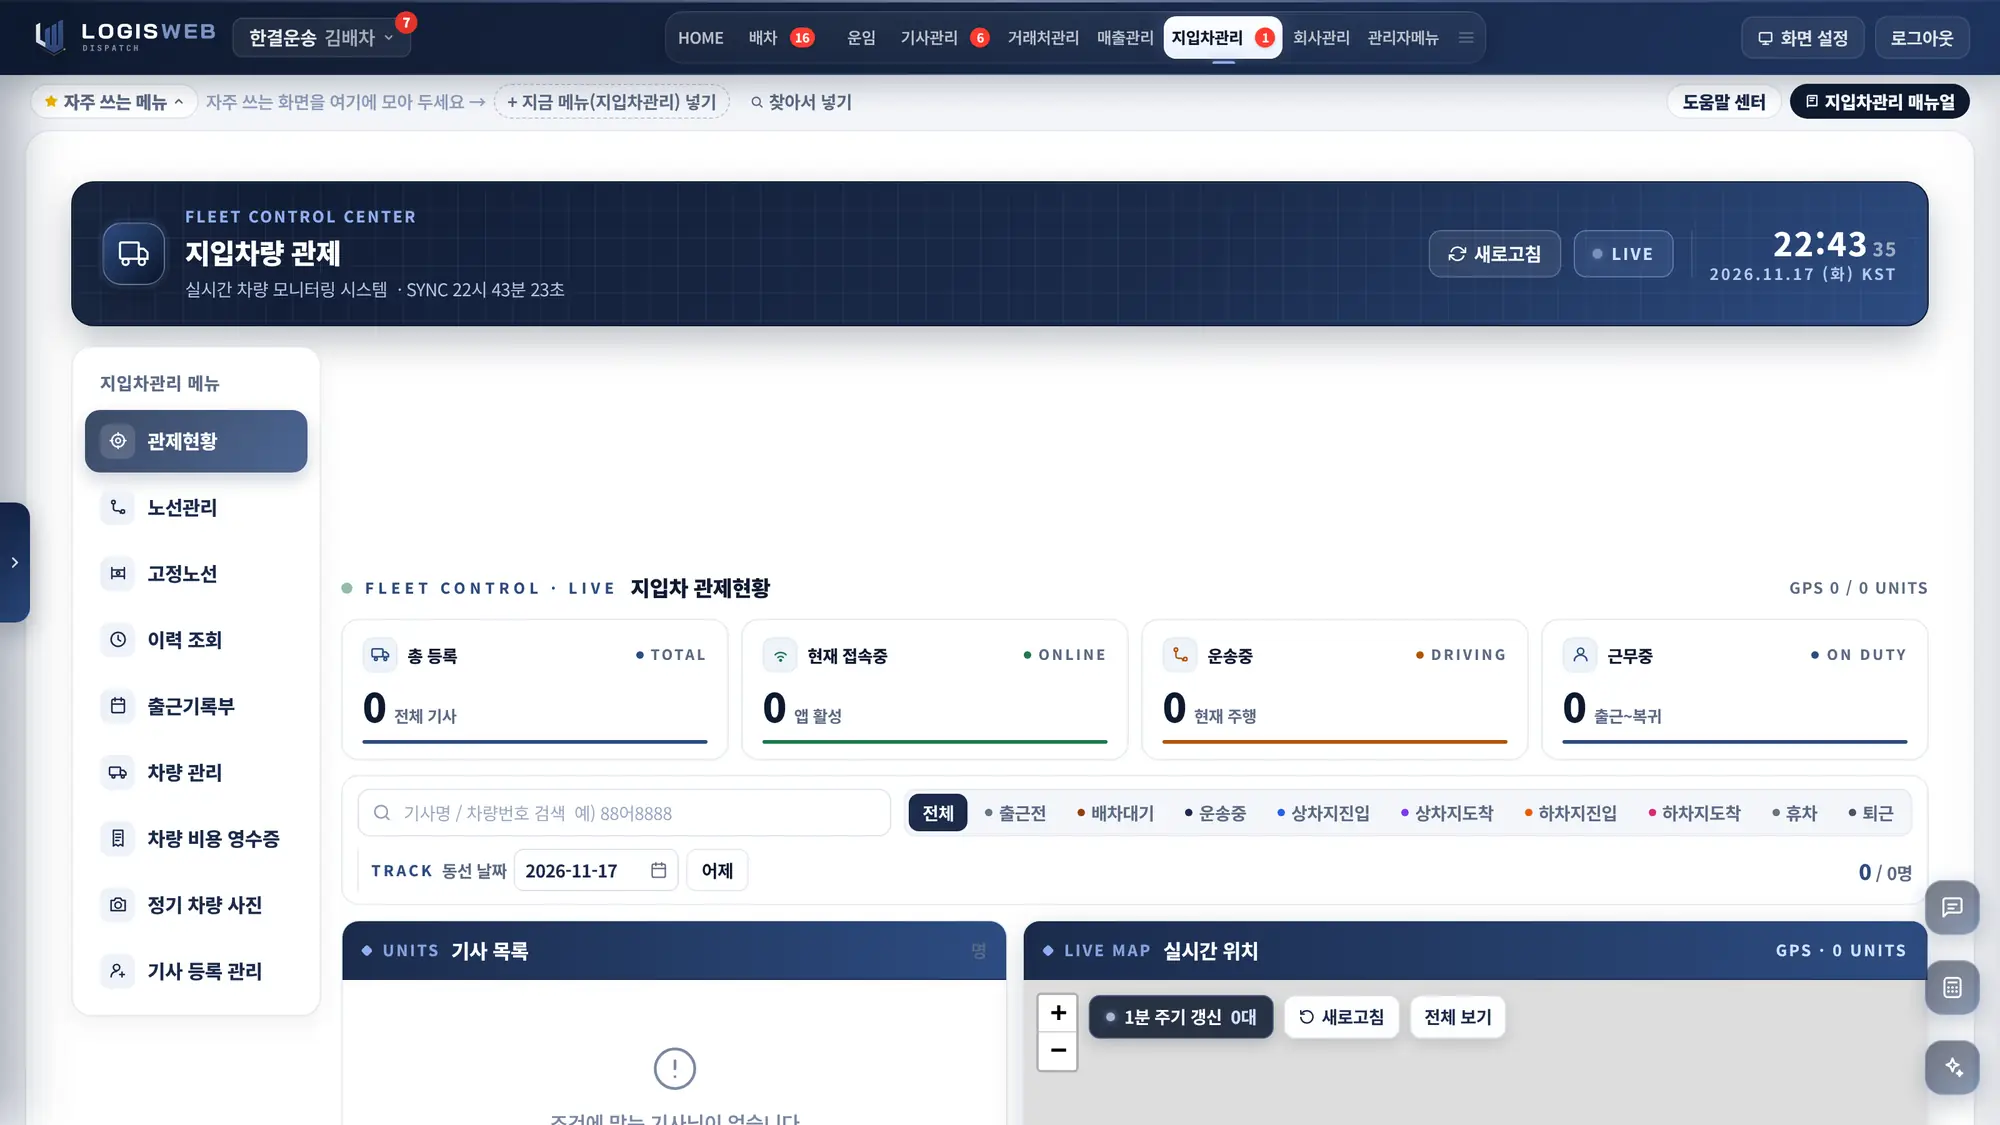 LOGISWEB
DISPATCH
한결운송 김배차
7
HOME
배차 16
운임
기사관리 6
거래처관리
매출관리
지입차관리 1
회사관리
관리자메뉴
화면 설정
로그아웃
자주 쓰는 메뉴
자주 쓰는 화면을 여기에 모아 두세요 →
+ 지금 메뉴(지입차관리) 넣기
찾아서 넣기
도움말 센터
지입차관리 매뉴얼
FLEET CONTROL CENTER
지입차량 관제
실시간 차량 모니터링 시스템 · SYNC 22시 43분 23초
새로고침
LIVE
22:43 35
2026.11.17 (화) KST
지입차관리 메뉴
관제현황
노선관리
고정노선
이력 조회
출근기록부
차량 관리
차량 비용 영수증
정기 차량 사진
기사 등록 관리
FLEET CONTROL · LIVE 지입차 관제현황
GPS 0 / 0 UNITS
총 등록
TOTAL
0 전체 기사
현재 접속중
ONLINE
0 앱 활성
운송중
DRIVING
0 현재 주행
근무중
ON DUTY
0 출근~복귀
기사명 / 차량번호 검색 예) 88어8888
전체
출근전
배차대기
운송중
상차지진입
상차지도착
하차지진입
하차지도착
휴차
퇴근
TRACK 동선 날짜
2026-11-17
어제
0 / 0명
UNITS 기사 목록
명
LIVE MAP 실시간 위치
GPS · 0 UNITS
+
−
1분 주기 갱신 0대
새로고침
전체 보기
조건에 맞는 기사님이 없습니다